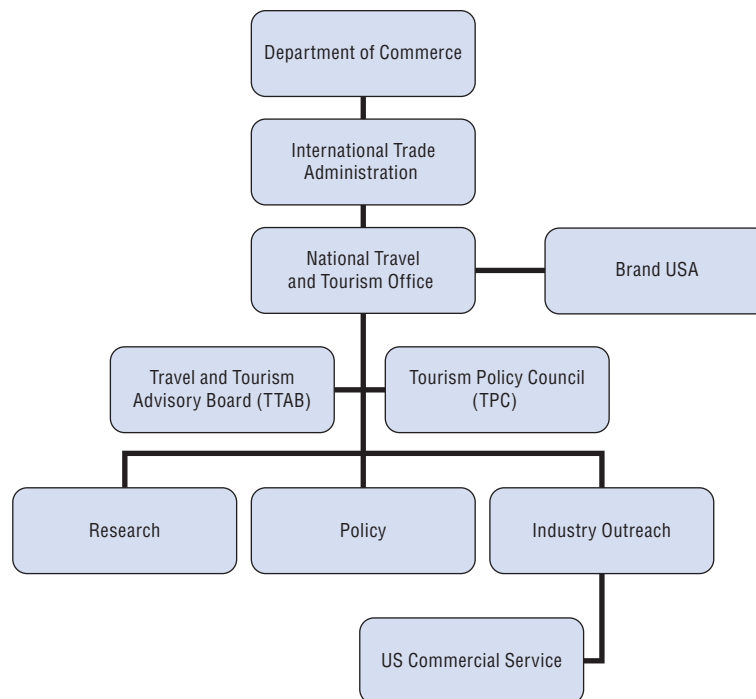 Department of Commerce
International Trade
Administration
National Travel
and Tourism Office
Brand USA
Travel and Tourism
Advisory Board (TTAB)
Tourism Policy Council
(TPC)
Research
Policy
Industry Outreach
US Commercial Service